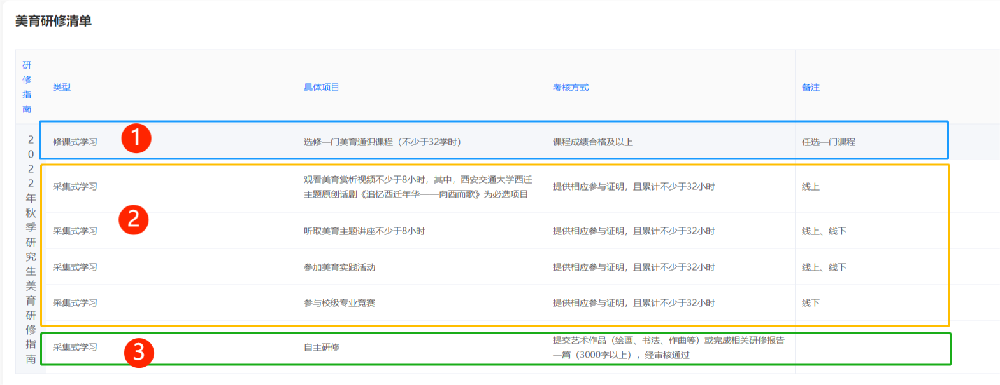 美育研修清单
研修指南
类型
具体项目
考核方式
备注
2022年秋季研究生美育研修指南
修课式学习
1
选修一门美育通识课程（不少于32学时）
课程成绩合格及以上
任选一门课程
采集式学习
观看美育赏析视频不少于8小时，其中，西安交通大学西迁
主题原创话剧《追忆西迁年华——向西而歌》为必选项目
提供相应参与证明，且累计不少于32小时
线上
2
采集式学习
听取美育主题讲座不少于8小时
提供相应参与证明，且累计不少于32小时
线上、线下
采集式学习
参加美育实践活动
提供相应参与证明，且累计不少于32小时
线上、线下
采集式学习
参与校级专业竞赛
提供相应参与证明，且累计不少于32小时
线下
采集式学习
3
自主研修
提交艺术作品（绘画、书法、作曲等）或完成相关研修报告
一篇（3000字以上），经审核通过